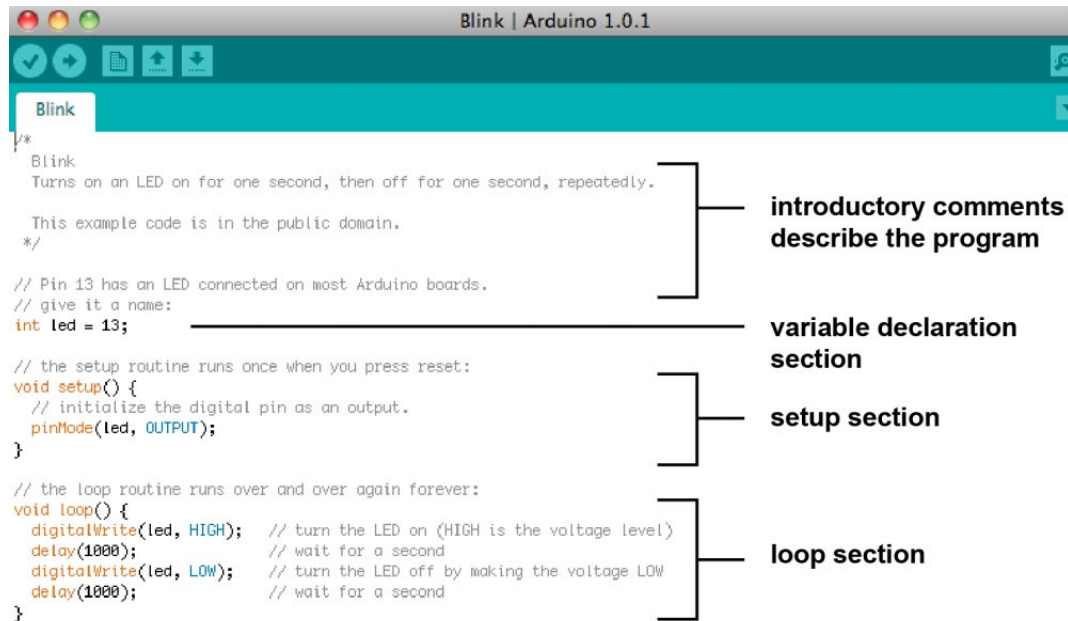 Blink | Arduino 1.0.1
Blink
/*
  Blink
  Turns on an LED on for one second, then off for one second, repeatedly.
  This example code is in the public domain.
 */
introductory comments
describe the program
// Pin 13 has an LED connected on most Arduino boards.
// give it a name:
int led = 13;
variable declaration
section
// the setup routine runs once when you press reset:
void setup() {
  // initialize the digital pin as an output.
  pinMode(led, OUTPUT);
}
setup section
// the loop routine runs over and over again forever:
void loop() {
  digitalWrite(led, HIGH);   // turn the LED on (HIGH is the voltage level)
  delay(1000);               // wait for a second
  digitalWrite(led, LOW);    // turn the LED off by making the voltage LOW
  delay(1000);               // wait for a second
}
loop section